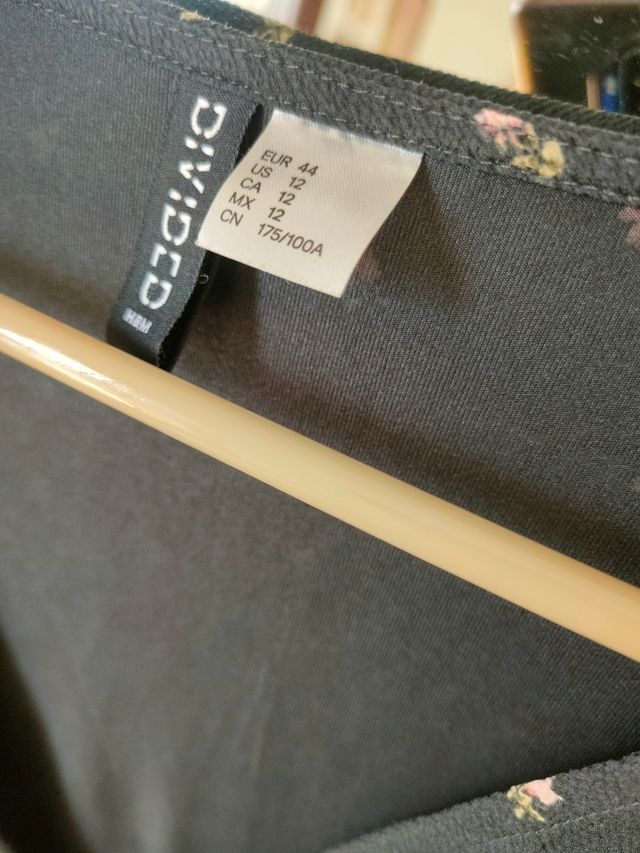 DIVIDED
H&M
EUR 44
US 12
CA 12
MX 12
CN 175/100A